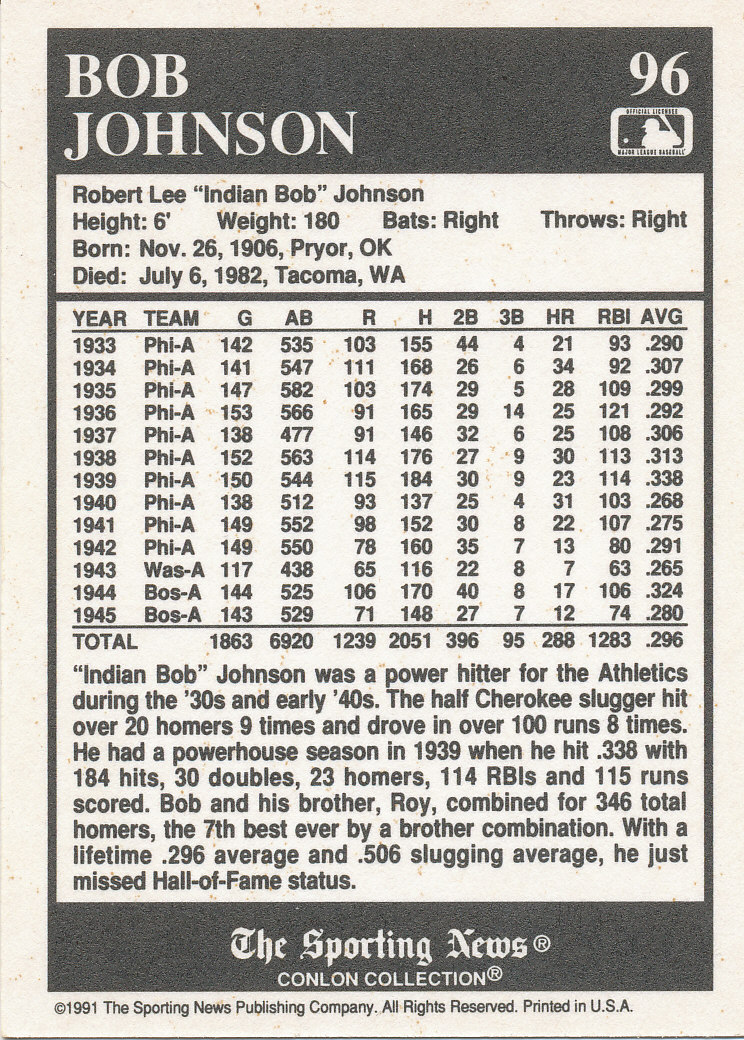 BOB
JOHNSON
96
OFFICIAL LICENSEE
MAJOR LEAGUE BASEBALL
Robert Lee “Indian Bob” Johnson
Height: 6' Weight: 180 Bats: Right Throws: Right
Born: Nov. 26, 1906, Pryor, OK
Died: July 6, 1982, Tacoma, WA
YEAR TEAM G AB R H 2B 3B HR RBI AVG
1933 Phi-A 142 535 103 155 44 4 21 93 .290
1934 Phi-A 141 547 111 168 26 6 34 92 .307
1935 Phi-A 147 582 103 174 29 5 28 109 .299
1936 Phi-A 153 566 91 165 29 14 25 121 .292
1937 Phi-A 138 477 91 146 32 6 25 108 .306
1938 Phi-A 152 563 114 176 27 9 30 113 .313
1939 Phi-A 150 544 115 184 30 9 23 114 .338
1940 Phi-A 138 512 93 137 25 4 31 103 .268
1941 Phi-A 149 552 98 152 30 8 22 107 .275
1942 Phi-A 149 550 78 160 35 7 13 80 .291
1943 Was-A 117 438 65 116 22 8 7 63 .265
1944 Bos-A 144 525 106 170 40 8 17 106 .324
1945 Bos-A 143 529 71 148 27 7 12 74 .280
TOTAL 1863 6920 1239 2051 396 95 288 1283 .296
“Indian Bob” Johnson was a power hitter for the Athletics
during the '30s and early '40s. The half Cherokee slugger hit
over 20 homers 9 times and drove in over 100 runs 8 times.
He had a powerhouse season in 1939 when he hit .338 with
184 hits, 30 doubles, 23 homers, 114 RBIs and 115 runs
scored. Bob and his brother, Roy, combined for 346 total
homers, the 7th best ever by a brother combination. With a
lifetime .296 average and .506 slugging average, he just
missed Hall-of-Fame status.
The Sporting News®
CONLON COLLECTION®
©1991 The Sporting News Publishing Company. All Rights Reserved. Printed in U.S.A.